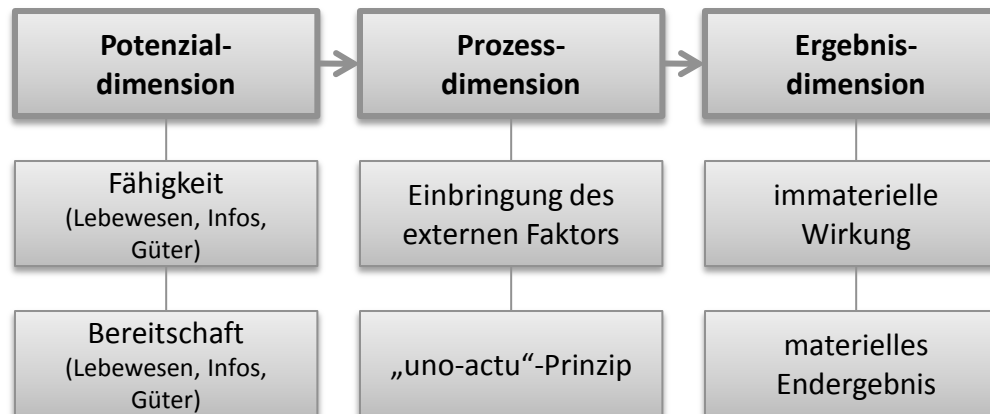 Potenzial-
dimension
Prozess-
dimension
Ergebnis-
dimension
Fähigkeit
(Lebewesen, Infos,
Güter)
Einbringung des
externen Faktors
immaterielle
Wirkung
Bereitschaft
(Lebewesen, Infos,
Güter)
„uno-actu“-Prinzip
materielles
Endergebnis